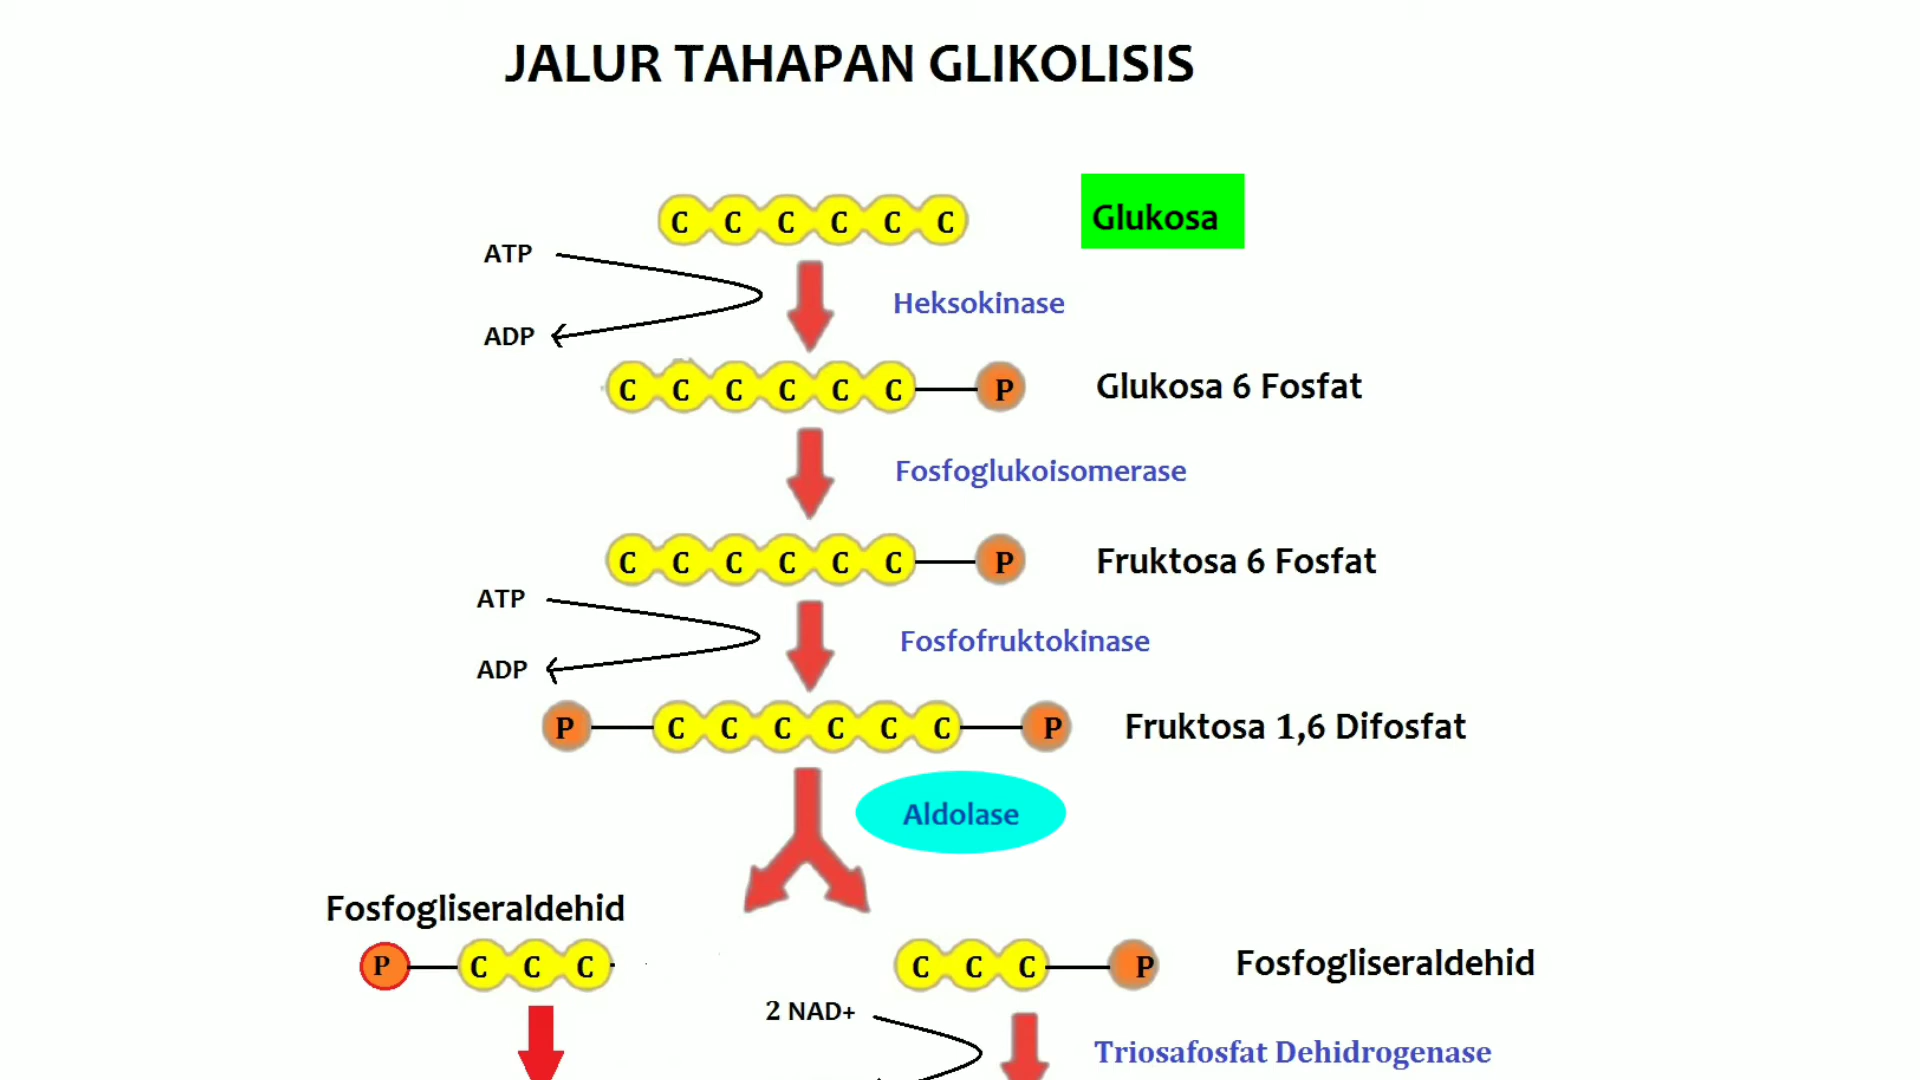 JALUR TAHAPAN GLIKOLISIS
C C C C C C
Glukosa
ATP
Heksokinase
ADP
C C C C C C P
Glukosa 6 Fosfat
Fosfoglukoisomerase
C C C C C C P
Fruktosa 6 Fosfat
ATP
Fosfofruktokinase
ADP
P C C C C C C P
Fruktosa 1,6 Difosfat
Aldolase
Fosfogliseraldehid
P C C C
C C C P
Fosfogliseraldehid
2 NAD+
Triosafosfat Dehidrogenase